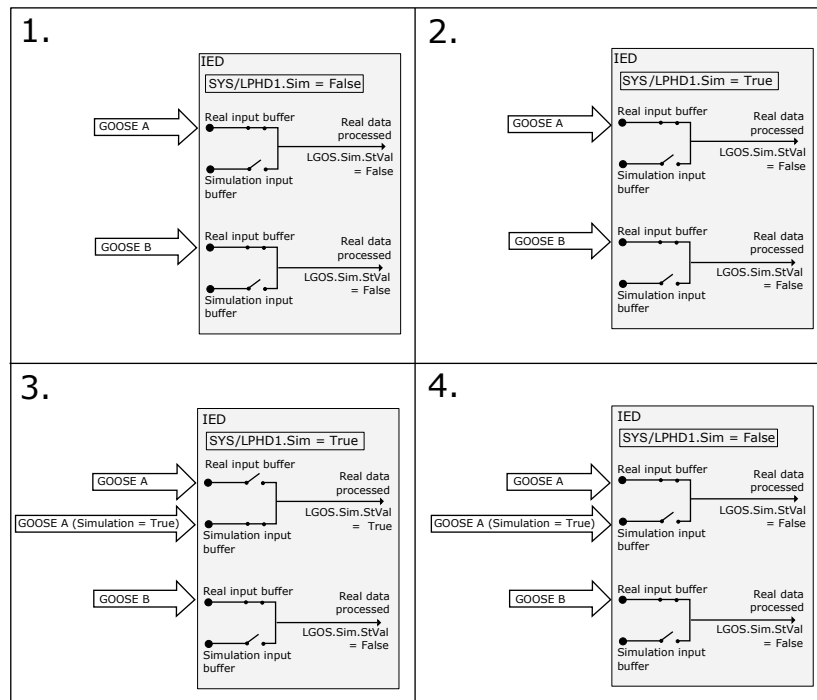 1.
IED
SYS/LPHD1.Sim = False
GOOSE A
Real input buffer
Real data
processed
LGOS.Sim.StVal
= False
Simulation input
buffer
GOOSE B
Real input buffer
Real data
processed
LGOS.Sim.StVal
= False
Simulation input
buffer
2.
IED
SYS/LPHD1.Sim = True
GOOSE A
Real input buffer
Real data
processed
LGOS.Sim.StVal
= False
Simulation input
buffer
GOOSE B
Real input buffer
Real data
processed
LGOS.Sim.StVal
= False
Simulation input
buffer
3.
IED
SYS/LPHD1.Sim = True
GOOSE A
Real input buffer
Real data
processed
LGOS.Sim.StVal
= True
GOOSE A (Simulation = True)
Simulation input
buffer
GOOSE B
Real input buffer
Real data
processed
LGOS.Sim.StVal
= False
Simulation input
buffer
4.
IED
SYS/LPHD1.Sim = False
GOOSE A
Real input buffer
Real data
processed
LGOS.Sim.StVal
= False
GOOSE A (Simulation = True)
Simulation input
buffer
GOOSE B
Real input buffer
Real data
processed
LGOS.Sim.StVal
= False
Simulation input
buffer